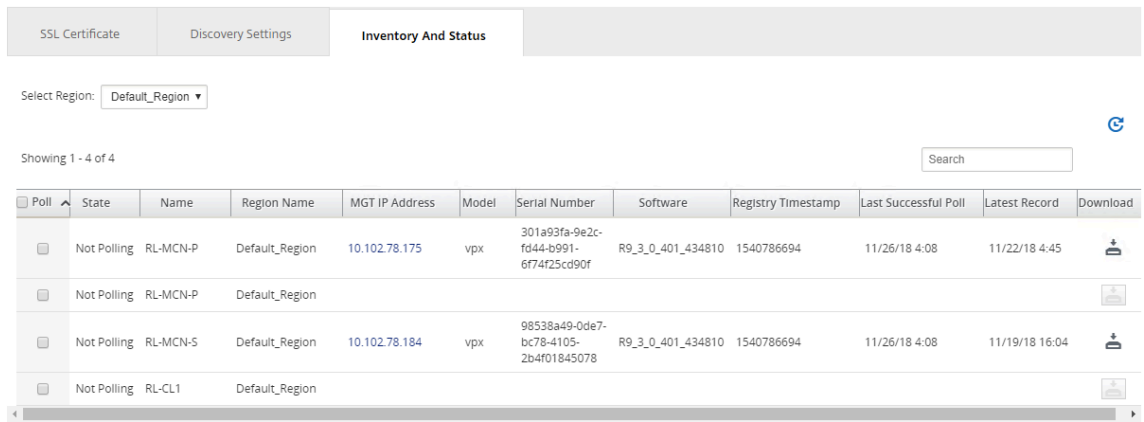 SSL Certificate Discovery Settings Inventory And Status
Select Region: Default_Region
Showing 1 - 4 of 4 Search
Poll State Name Region Name MGT IP Address Model Serial Number Software Registry Timestamp Last Successful Poll Latest Record Download
301a93fa-9e2c-
Not Polling RL-MCN-P Default_Region 10.102.78.175 vpx fd44-b991- R9_3_0_401_434810 1540786694 11/26/18 4:08 11/22/18 4:45
6f74f25cd90f
Not Polling RL-MCN-P Default_Region
98538a49-0de7-
Not Polling RL-MCN-S Default_Region 10.102.78.184 vpx bc78-4105- R9_3_0_401_434810 1540786694 11/26/18 4:08 11/19/18 16:04
2b4f01845078
Not Polling RL-CL1 Default_Region